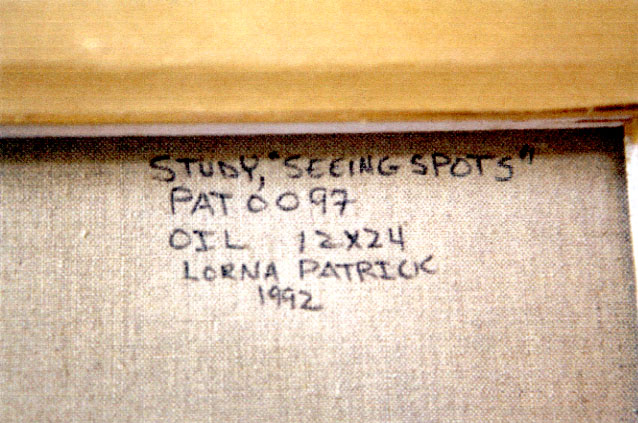 STUDY, "SEEING SPOTS"
PAT 0097
OIL 12X24
LORNA PATRICK
1992